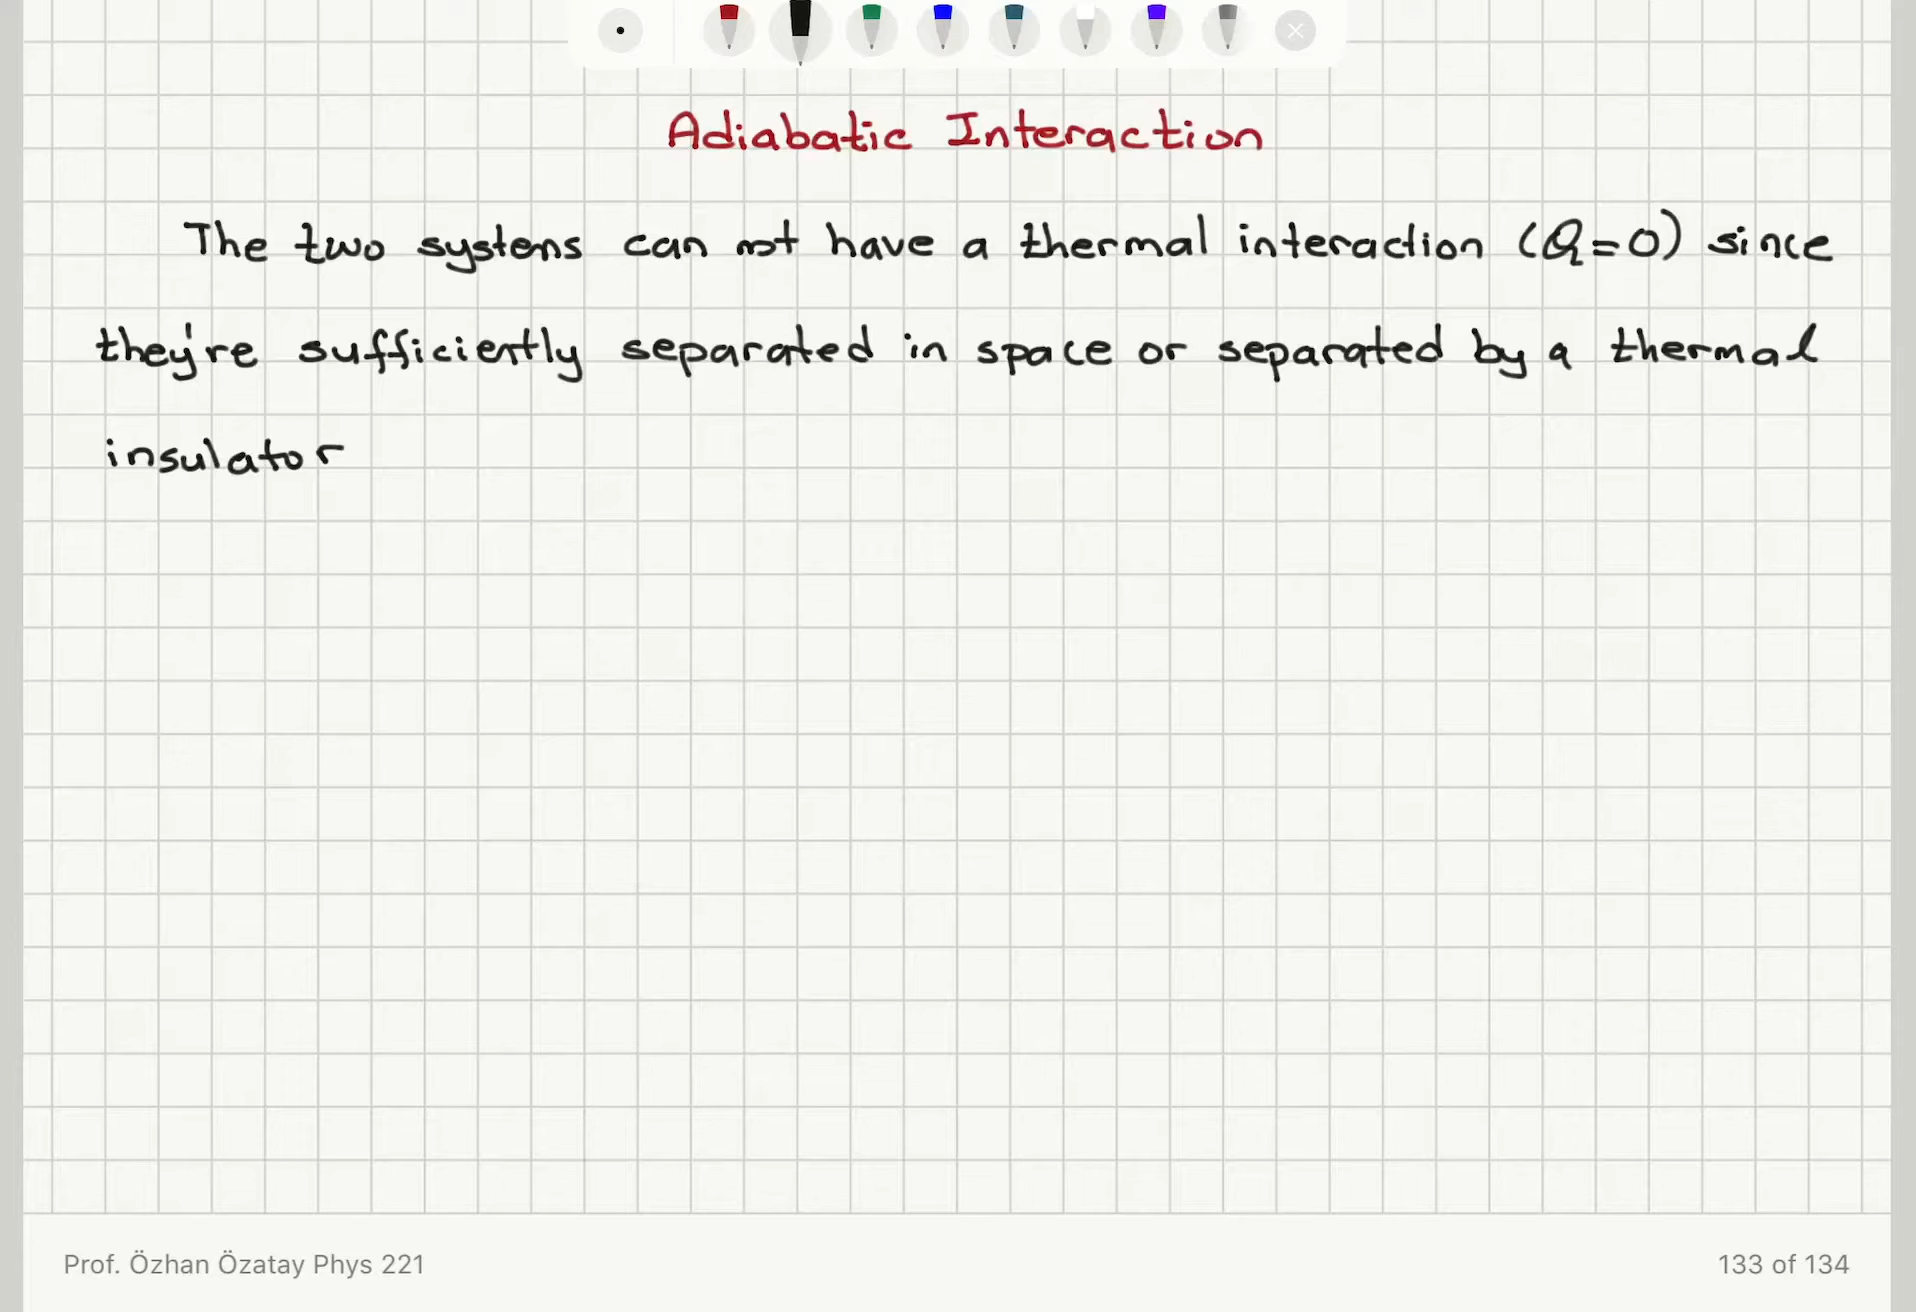 Adiabatic Interaction
The two systems can not have a thermal interaction (Q=0) since
they're sufficiently separated in space or separated by a thermal
insulator
Prof. Özhan Özatay Phys 221
133 of 134